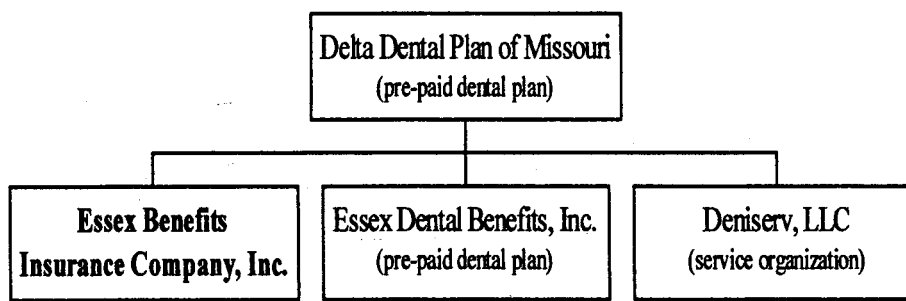 Delta Dental Plan of Missouri
(pre-paid dental plan)
Essex Benefits
Insurance Company, Inc.
Essex Dental Benefits, Inc.
(pre-paid dental plan)
Deniserv, LLC
(service organization)